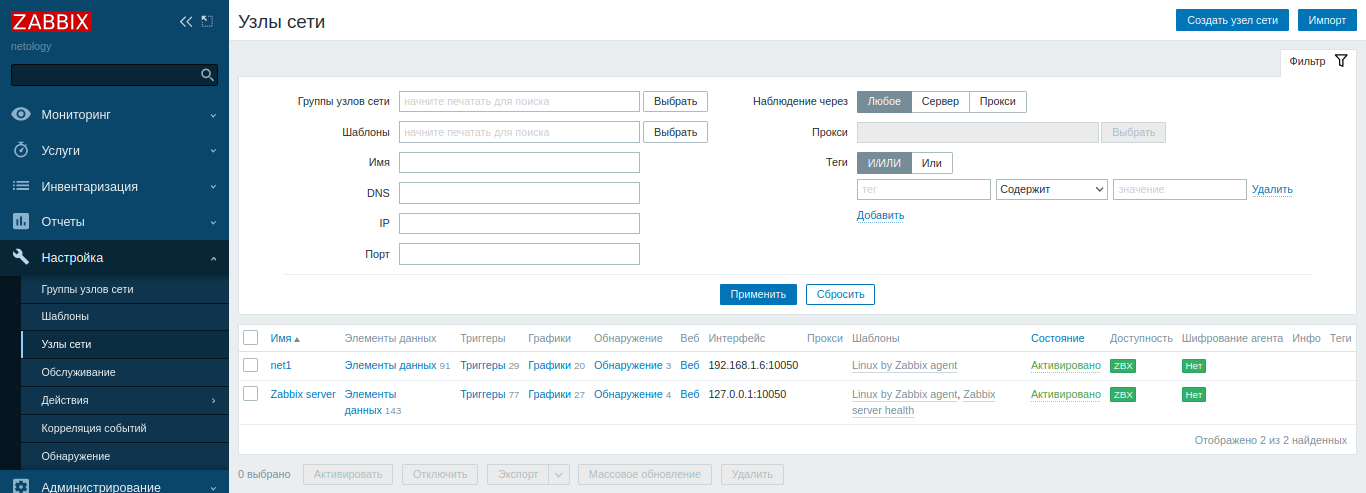 ZABBIX
netology
Мониторинг
Услуги
Инвентаризация
Отчеты
Настройка
Группы узлов сети
Шаблоны
Узлы сети
Обслуживание
Действия
Корреляция событий
Обнаружение
Администрирование
Узлы сети
Создать узел сети Импорт
Фильтр
Группы узлов сети начните печатать для поиска Выбрать
Шаблоны начните печатать для поиска Выбрать
Имя
DNS
IP
Порт
Наблюдение через Любое Сервер Прокси
Прокси Выбрать
Теги И/ИЛИ Или
тег Содержит значение Удалить
Добавить
Применить Сбросить
Имя Элементы данных Триггеры Графики Обнаружение Веб Интерфейс Прокси Шаблоны Состояние Доступность Шифрование агента Инфо Теги
net1 Элементы данных 91 Триггеры 29 Графики 20 Обнаружение 3 Веб 192.168.1.6:10050 Linux by Zabbix agent Активировано ZBX Нет
Zabbix server Элементы Триггеры 77 Графики 27 Обнаружение 4 Веб 127.0.0.1:10050 Linux by Zabbix agent, Zabbix Активировано ZBX Нет
данных 143 server health
Отображено 2 из 2 найденных
0 выбрано Активировать Отключить Экспорт Массовое обновление Удалить